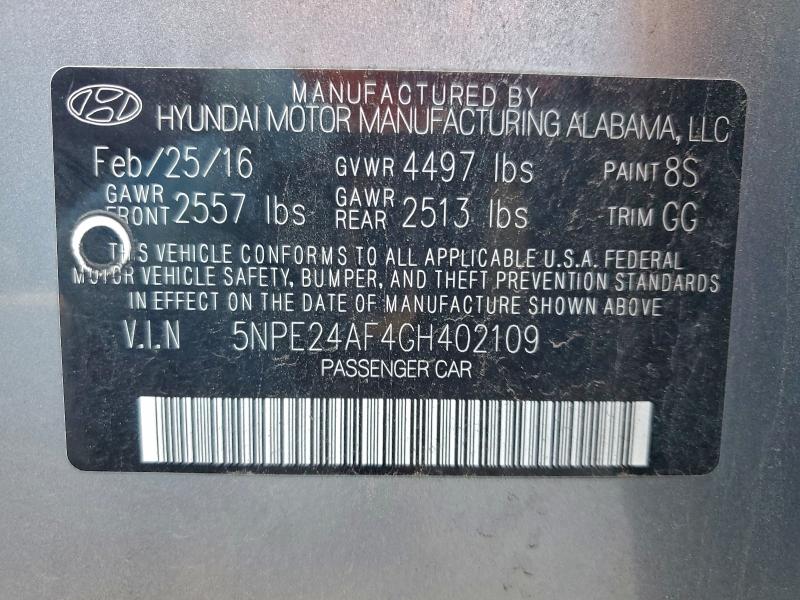 MANUFACTURED BY
HYUNDAI MOTOR MANUFACTURING ALABAMA, LLC
Feb/25/16 GVWR 4497 lbs PAINT 8S
GAWR FRONT 2557 lbs GAWR REAR 2513 lbs TRIM GG
THIS VEHICLE CONFORMS TO ALL APPLICABLE U.S.A. FEDERAL
MOTOR VEHICLE SAFETY, BUMPER, AND THEFT PREVENTION STANDARDS
IN EFFECT ON THE DATE OF MANUFACTURE SHOWN ABOVE.
V.I.N 5NPE24AF4GH402109
PASSENGER CAR